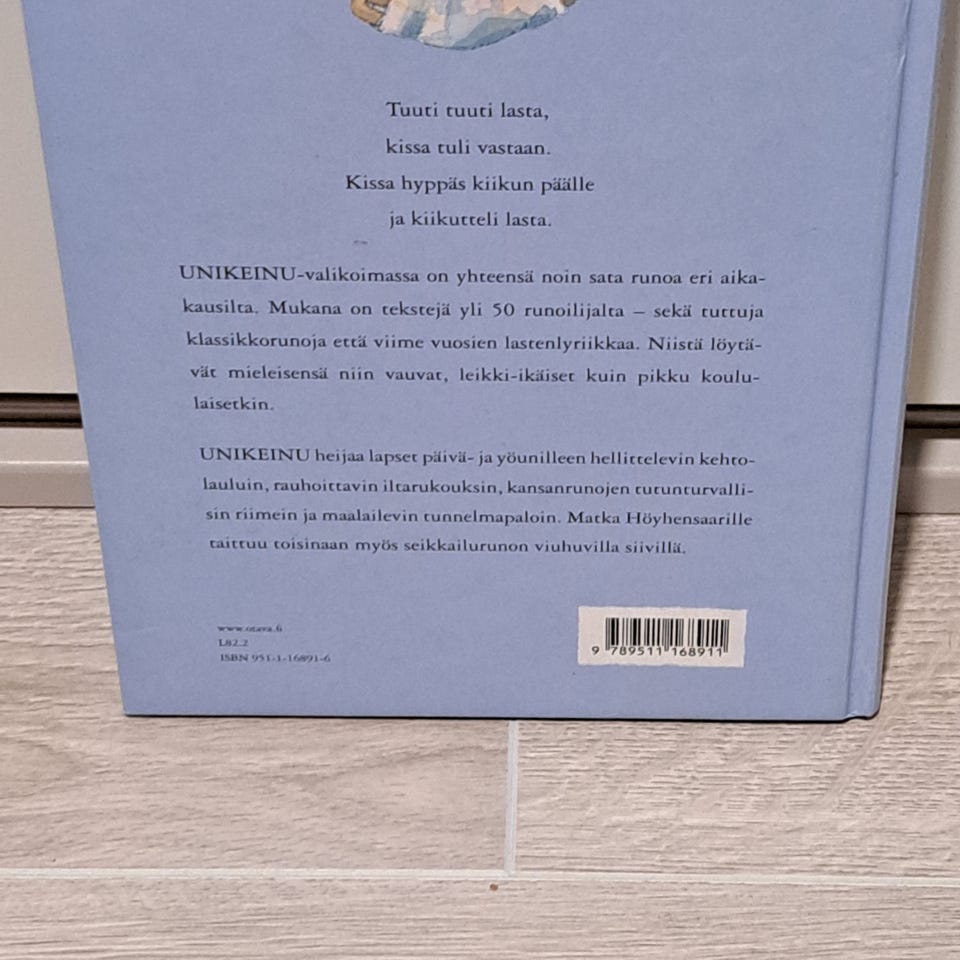 Tuuti tuuti lasta,
kissa tuli vastaan.
Kissa hyppäs kiikun päälle
ja kiikutteli lasta.
UNIKEINU-valikoimassa on yhteensä noin sata runoa eri aika-
kausilta. Mukana on tekstejä yli 50 runoilijalta – sekä tuttuja
klassikkorunoja että viime vuosien lastenlyriikkaa. Niistä löytä-
vät mieleisensä niin vauvat, leikki-ikäiset kuin pikku koulu-
laisetkin.
UNIKEINU heijaa lapset päivä- ja yöunilleen hellittelevin kehto-
lauluin, rauhoittavin iltarukouksin, kansanrunojen tutunturvalli-
sin riimein ja maalailevin tunnelmapaloin. Matka Höyhensaarille
taittuu toisinaan myös seikkailurunon viuhuvilla siivillä.
www.otava.fi
L82.2
ISBN 951-1-16891-6
9 789511 168911